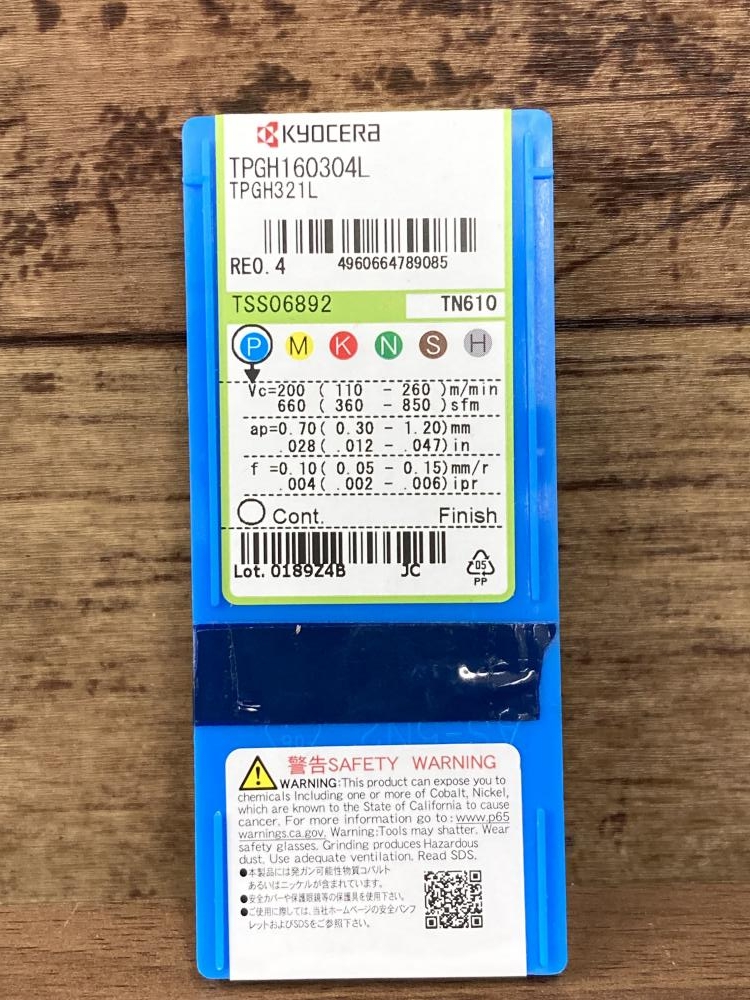 KYOCERA
TPGH160304L
TPGH321L
RE0.4 4960664789085
TSS06892 TN610
P M K N S H
Vc=200 ( 110 - 260 )m/min
660 ( 360 - 850 )sfm
ap=0.70( 0.30 - 1.20)mm
.028( .012 - .047)in
f =0.10( 0.05 - 0.15)mm/r
.004( .002 - .006)ipr
Cont. Finish
Lot. 0189Z4B JC
05
PP
警告SAFETY WARNING
WARNING:This product can expose you to
chemicals Including one or more of Cobalt, Nickel,
which are known to the State of California to cause
cancer. For more information go to: www.p65
warnings.ca.gov. Warning:Tools may shatter. Wear
safety glasses. Grinding produces Hazardous
dust. Use adequate ventilation. Read SDS.
●本製品には発ガン可能性物質コバルト
あるいはニッケルが含まれています。
●安全カバーや保護眼鏡等の保護具を使用下さい。
●ご使用に際しては、当社ホームページの安全パンフ
レットおよびSDSをご参照下さい。